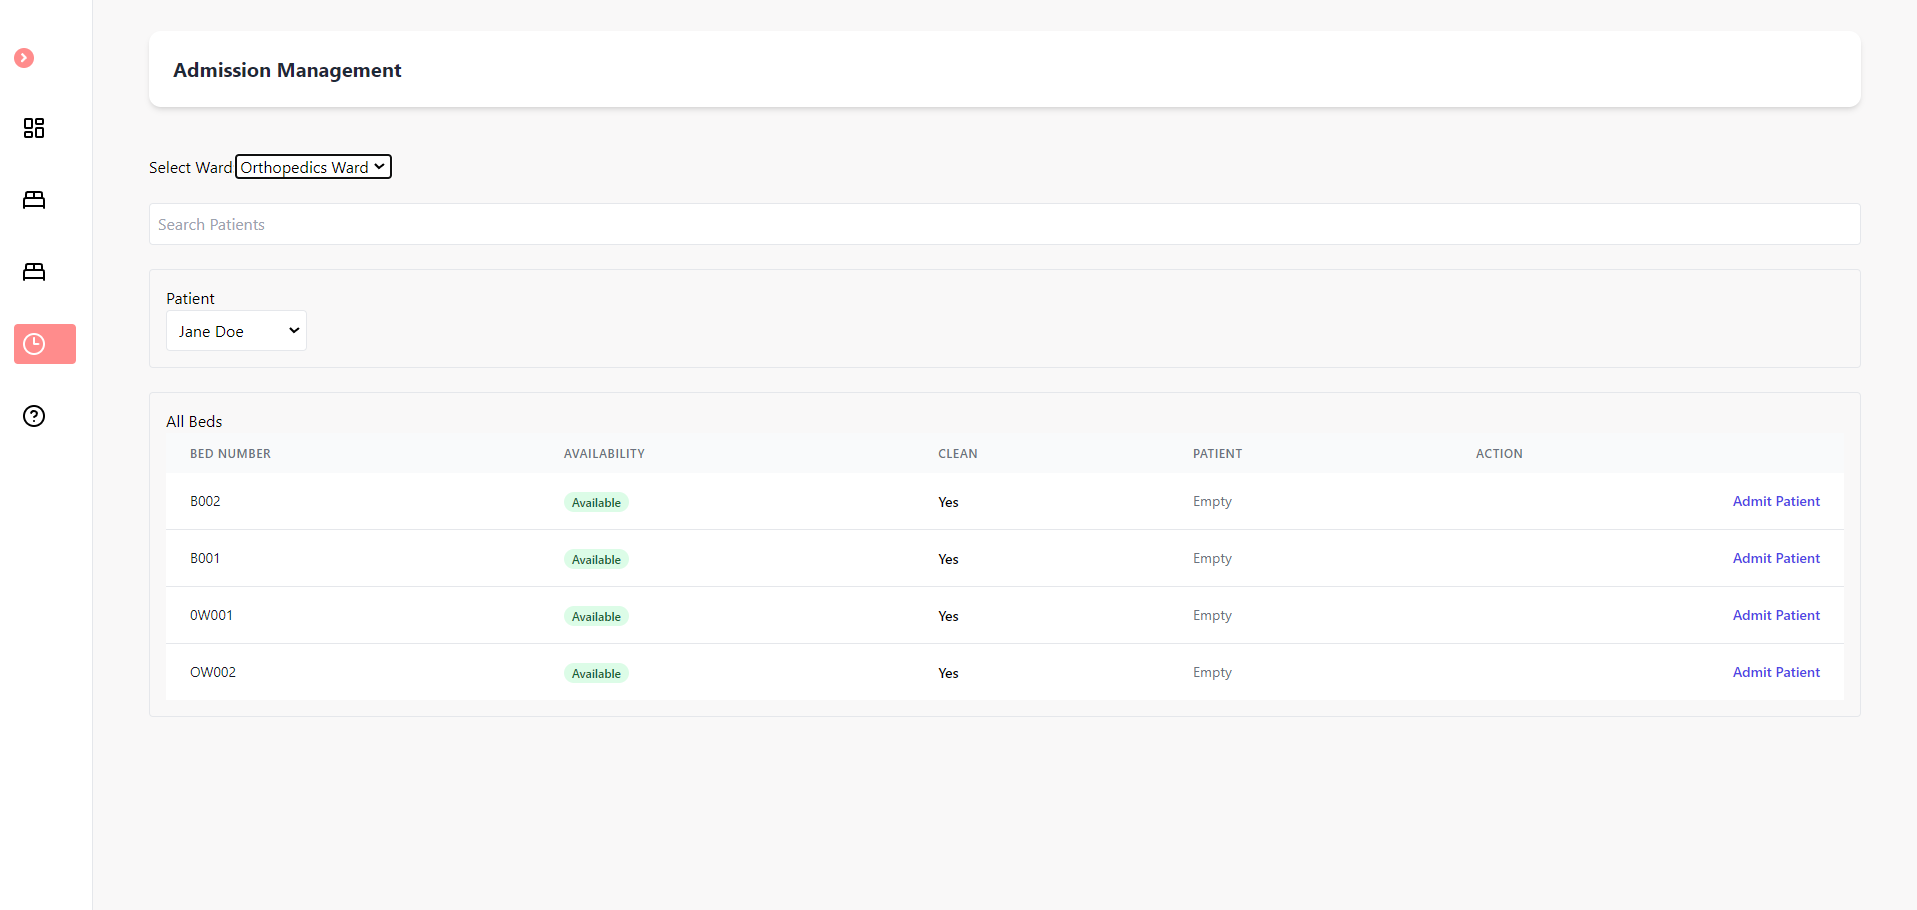 Admission Management
Select Ward Orthopedics Ward
Search Patients
Patient
Jane Doe
All Beds
BED NUMBER AVAILABILITY CLEAN PATIENT ACTION
B002 Available Yes Empty Admit Patient
B001 Available Yes Empty Admit Patient
0W001 Available Yes Empty Admit Patient
OW002 Available Yes Empty Admit Patient